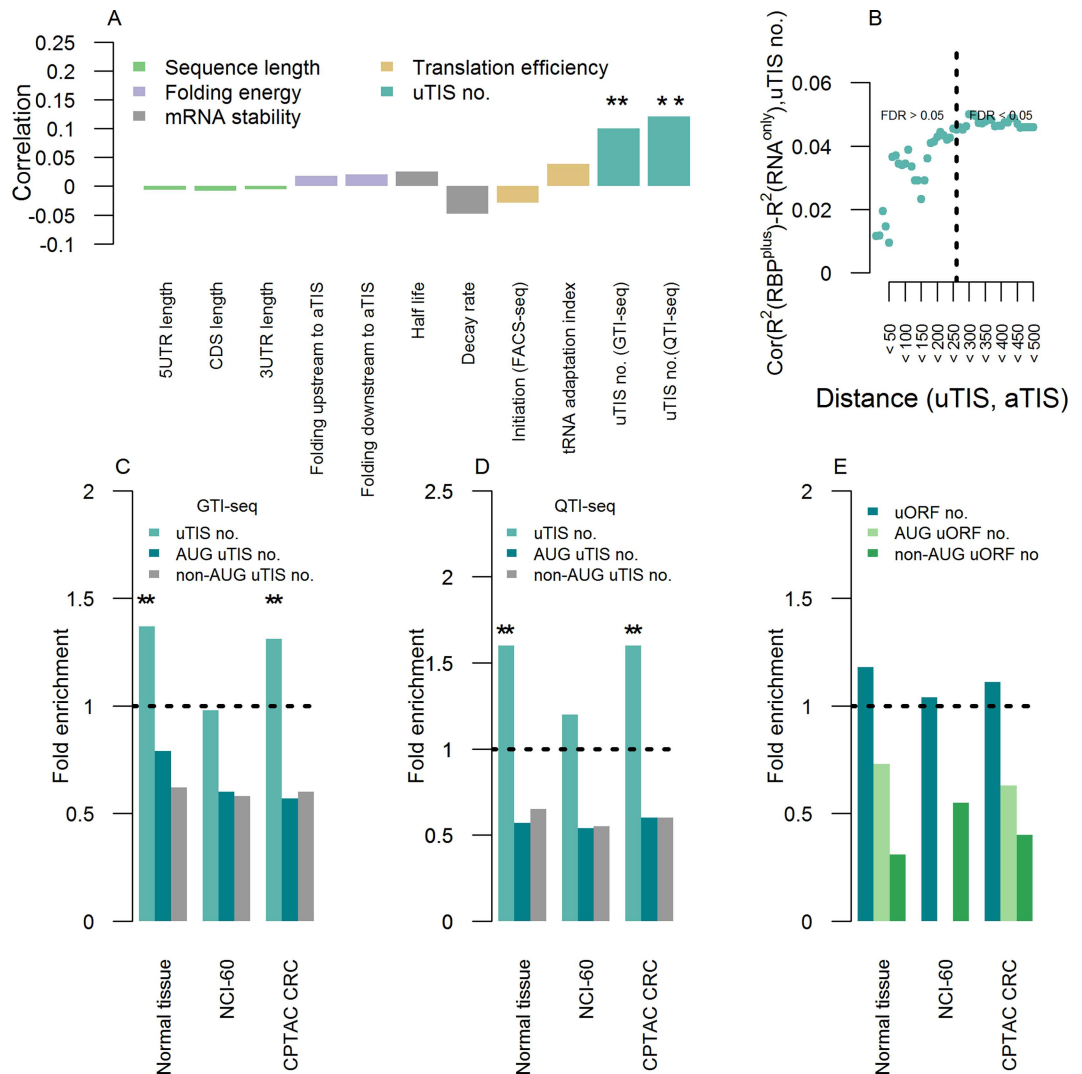 A
Correlation
0.25
0.2
0.15
0.1
0.05
0
-0.05
-0.1
Sequence length
Folding energy
mRNA stability
Translation efficiency
uTIS no.
**
* *
5UTR length
CDS length
3UTR length
Folding upstream to aTIS
Folding downstream to aTIS
Half life
Decay rate
Initiation (FACS-seq)
tRNA adaptation index
uTIS no. (GTI-seq)
uTIS no.(QTI-seq)
B
Cor(R²(RBPᵖˡᵘˢ)-R²(RNAᵒⁿˡʸ),uTIS no.)
0.06
0.04
0.02
0
FDR > 0.05
FDR < 0.05
< 50
< 100
< 150
< 200
< 250
< 300
< 350
< 400
< 450
< 500
Distance (uTIS, aTIS)
C
GTI-seq
uTIS no.
AUG uTIS no.
non-AUG uTIS no.
Fold enrichment
2
1.5
1
0.5
0
**
**
Normal tissue
NCI-60
CPTAC CRC
D
QTI-seq
uTIS no.
AUG uTIS no.
non-AUG uTIS no.
Fold enrichment
2.5
2
1.5
1
0.5
0
**
**
Normal tissue
NCI-60
CPTAC CRC
E
uORF no.
AUG uORF no.
non-AUG uORF no
Fold enrichment
2
1.5
1
0.5
0
Normal tissue
NCI-60
CPTAC CRC